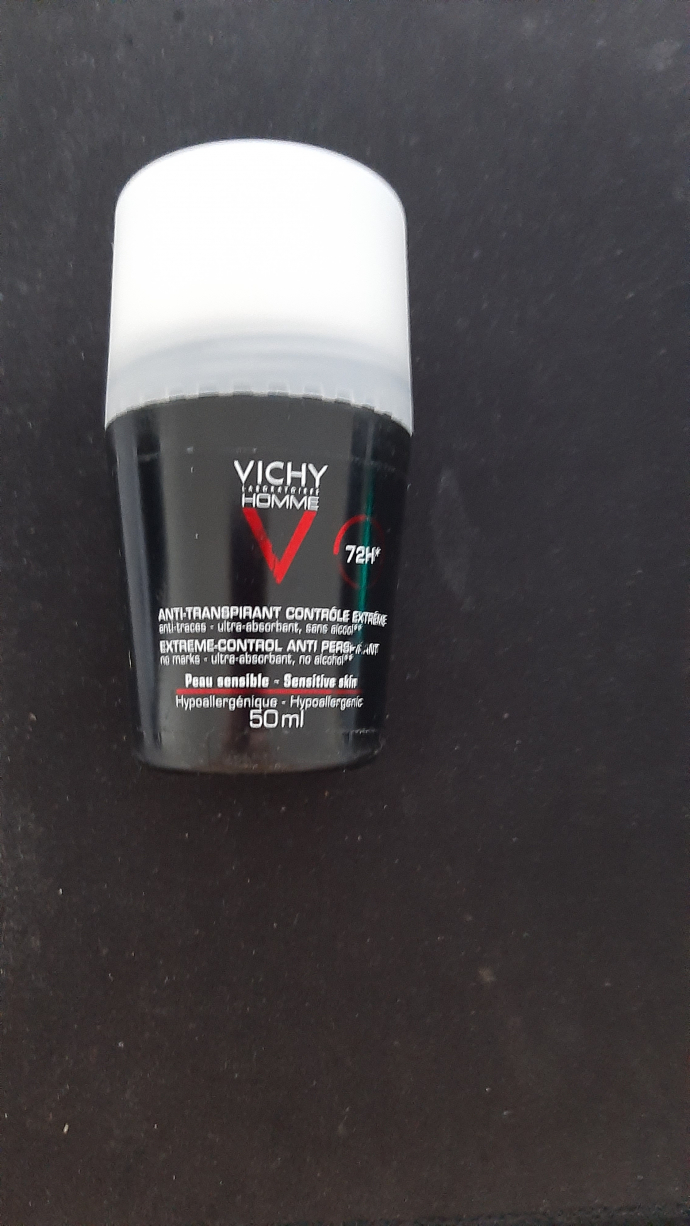 VICHY
LABORATOIRES
HOMME
V
72H*
ANTI-TRANSPIRANT CONTRÔLE EXTRÊME
anti-traces - ultra-absorbant, sans alcool**
EXTREME-CONTROL ANTI PERSPIRANT
no marks - ultra-absorbant, no alcohol**
Peau sensible - Sensitive skin
Hypoallergénique - Hypoallergenic
50ml